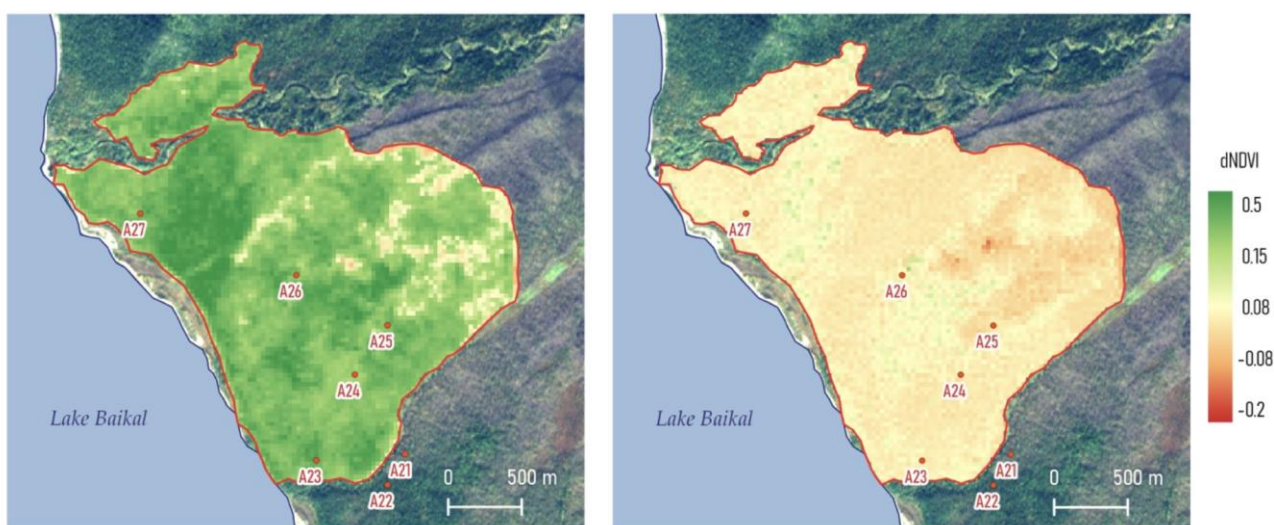 A27
A26
A25
A24
Lake Baikal
A23
A21
A22
0 500 m
A27
A26
A25
A24
Lake Baikal
A23
A21
A22
0 500 m
dNDVI
0.5
0.15
0.08
-0.08
-0.2